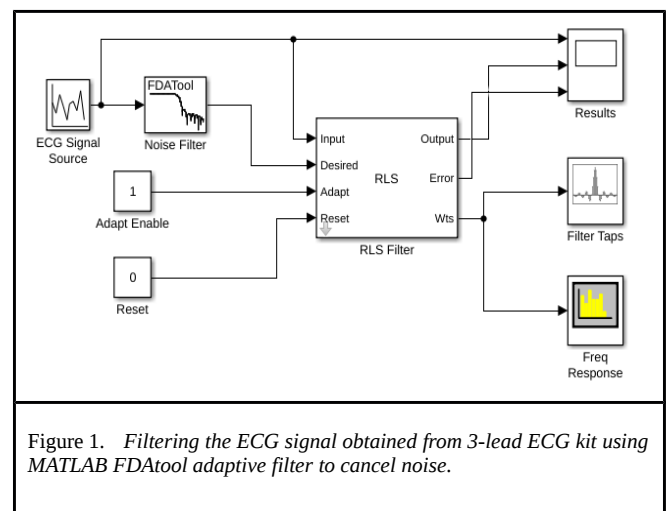 FDATool
ECG Signal
Source
Noise Filter
1
Adapt Enable
0
Reset
Input
Desired
Adapt
Reset
RLS
Output
Error
Wts
RLS Filter
Results
Filter Taps
Freq
Response
Figure 1. Filtering the ECG signal obtained from 3-lead ECG kit using
MATLAB FDAtool adaptive filter to cancel noise.